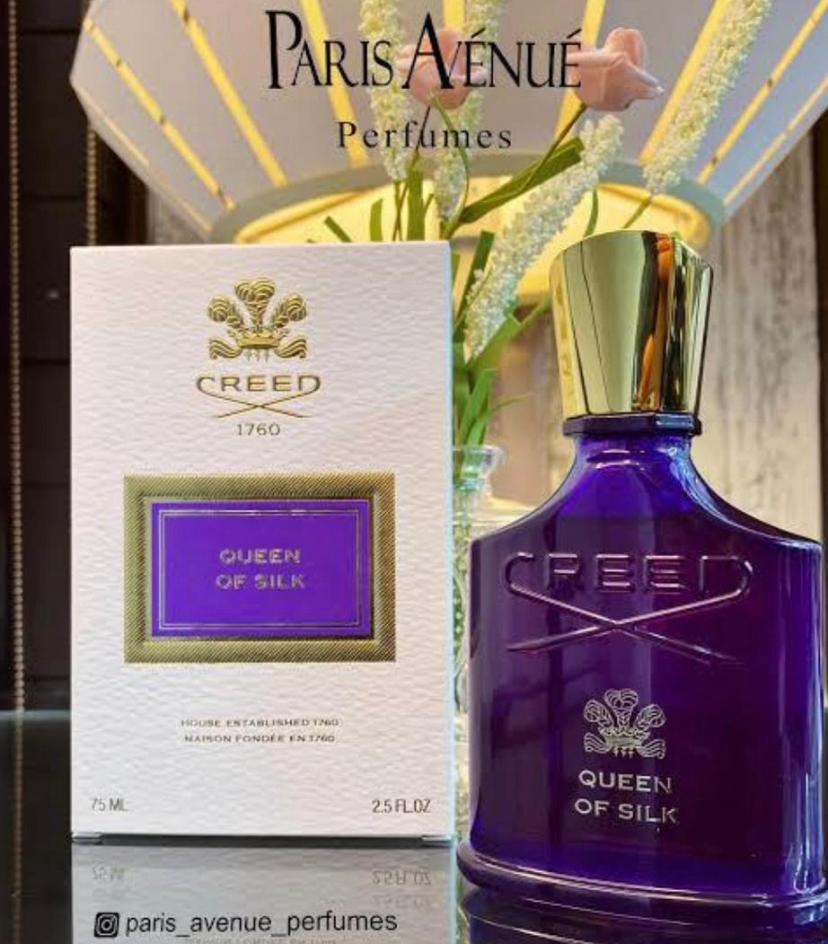 PARIS AVÉNUÉ
Perfumes
CREED
1760
QUEEN
OF SILK
HOUSE ESTABLISHED 1760
MAISON FONDÉE EN 1760
75 ML
2.5 FL.OZ
CREED
QUEEN
OF SILK
paris_avenue_perfumes